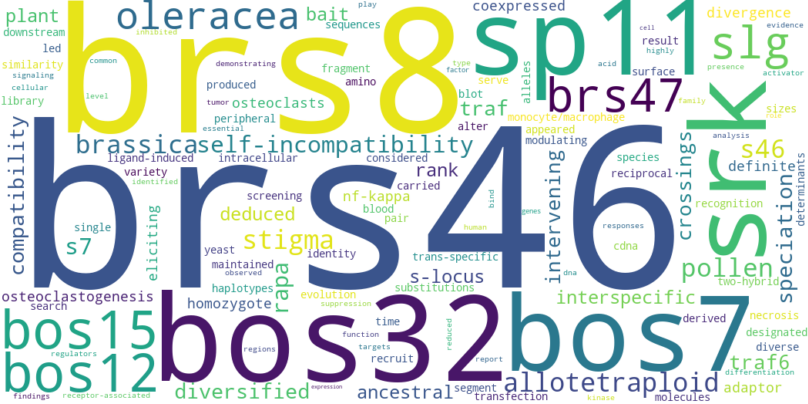 plant
oleracea
bait
coexpressed
play
cell
evidence
divergence
downstream
inhibited
sequences
sp11
result
highly
slg
led
brs8
demonstrating
similarity
common
fragment
type
alleles
acid
surface
presence
activator
signaling
produced
amino
factor
serve
brs47
family
cellular
level
tumor
osteoclasts
blot
traf
library
essential
peripheral
alter
monocyte/macrophage
sizes
srk
compatibility
brassica
self-incompatibility
appeared
modulating
analysis
role
s46
ligand-induced
intracellular
considered
rank
species
definite
variety
identified
screening
carried
reciprocal
crossings
determinants
brs46
nf-kappa
bind
intervening
recognition
eliciting
deduced
blood
pair
genes
speciation
single
stigma
human
responses
s7
yeast
identity
trans-specific
cdna
maintained
observed
haplotypes
rapa
evolution
suppression
substitutions
s-locus
dna
pollen
two-hybrid
osteoclastogenesis
homozygote
interspecific
search
bos32
bos7
necrosis
bos15
time
function
reduced
derived
designated
regulators
regions
targets
recruit
report
diverse
traf6
bos12
differentiation
findings
receptor-associated
diversified
expression
ancestral
segment
transfection
allotetraploid
kinase
molecules
adaptor